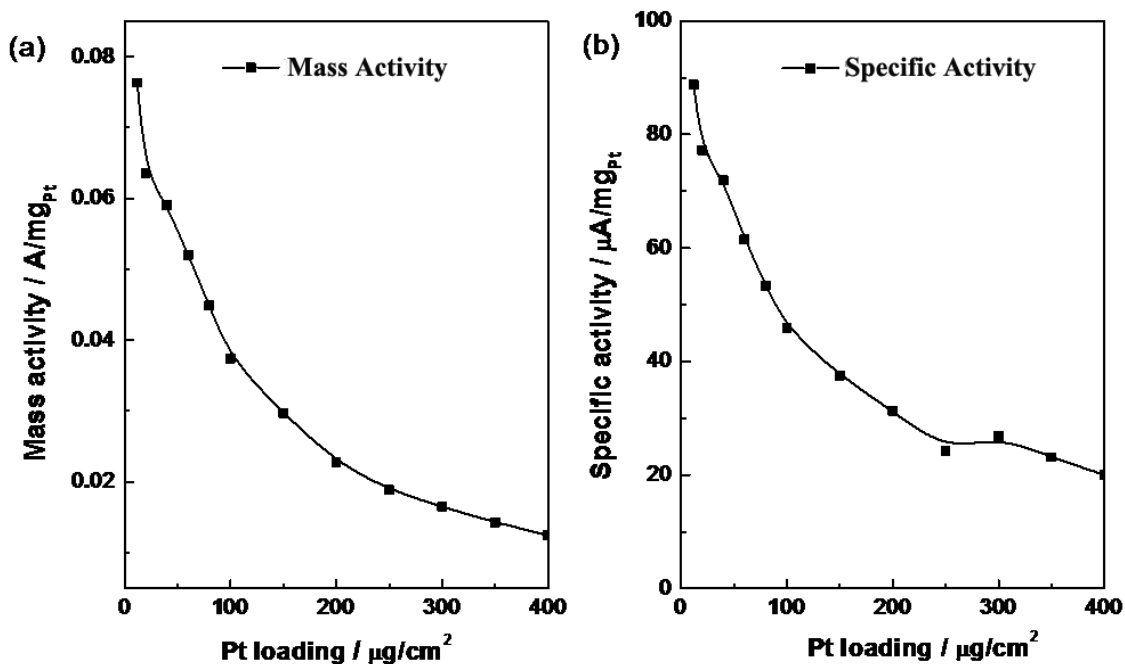 (a)
Mass Activity
0.08
0.06
0.04
0.02
Mass activity / A/mgPt
0 100 200 300 400
Pt loading / μg/cm²
(b)
Specific Activity
100
80
60
40
20
0
Specific activity / μA/mgPt
0 100 200 300 400
Pt loading / μg/cm²